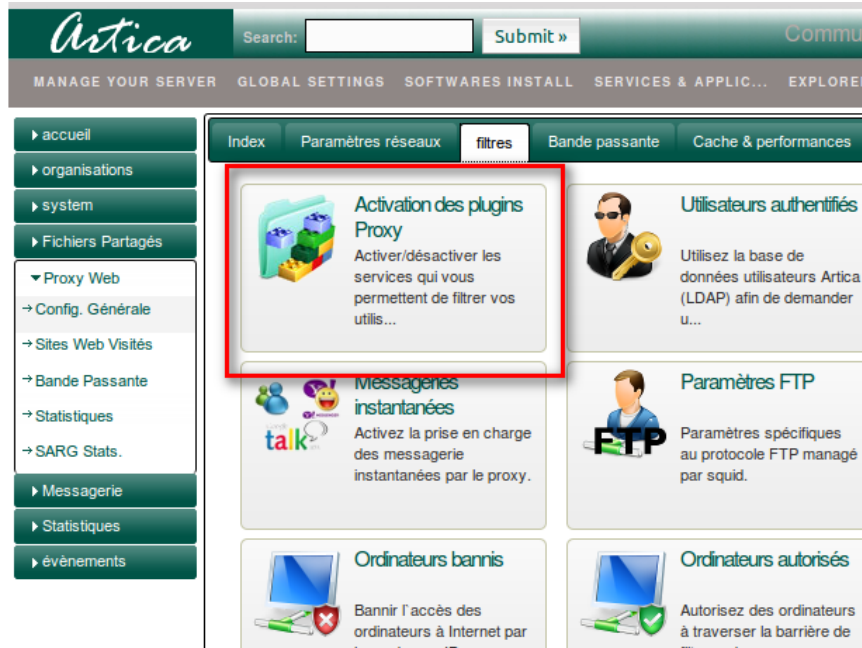 Artica
Search:
Submit »
Commu
MANAGE YOUR SERVER
GLOBAL SETTINGS
SOFTWARES INSTALL
SERVICES & APPLIC...
EXPLORE
accueil
organisations
system
Fichiers Partagés
Proxy Web
Config. Générale
Sites Web Visités
Bande Passante
Statistiques
SARG Stats.
Messagerie
Statistiques
évènements
Index
Paramètres réseaux
filtres
Bande passante
Cache & performances
Activation des plugins
Proxy
Activer/désactiver les
services qui vous
permettent de filtrer vos
utilis...
Utilisateurs authentifiés
Utilisez la base de
données utilisateurs Artica
(LDAP) afin de demander
u...
talk
Messageries
instantanées
Activez la prise en charge
des messagerie
instantanées par le proxy.
FTP
Paramètres FTP
Paramètres spécifiques
au protocole FTP managé
par squid.
Ordinateurs bannis
Bannir l`accès des
ordinateurs à Internet par
Ordinateurs autorisés
Autorisez des ordinateurs
à traverser la barrière de